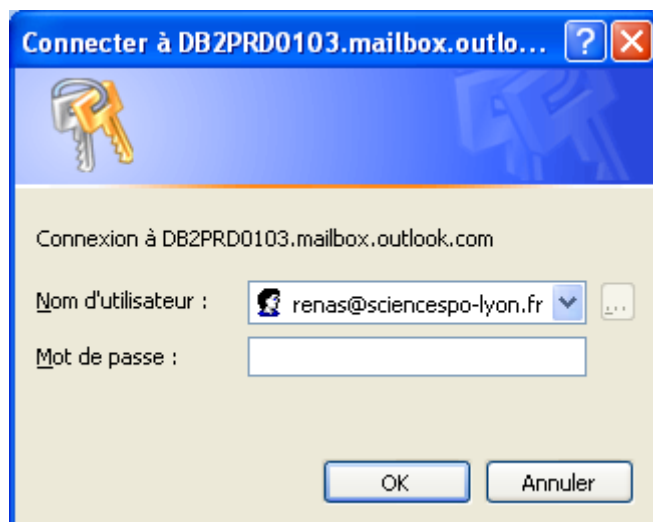 Connecter à DB2PRD0103.mailbox.outlo...
Connexion à DB2PRD0103.mailbox.outlook.com
Nom d'utilisateur : renas@sciencespo-lyon.fr ...
Mot de passe :
OK Annuler